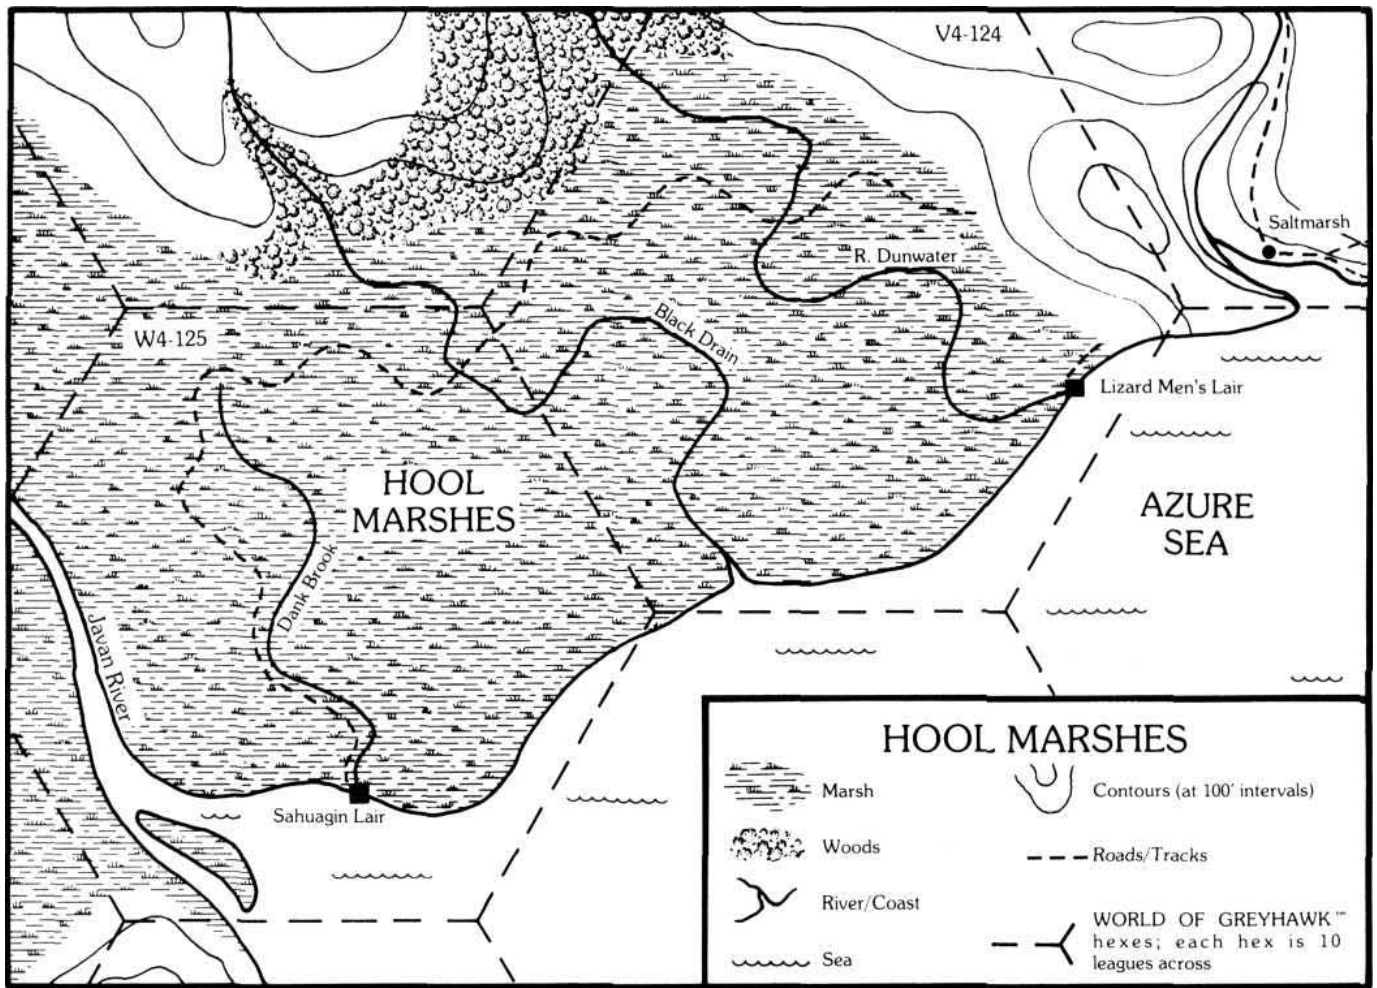 V4-124
Saltmarsh
R. Dunwater
Black Drain
W4-125
Lizard Men's Lair
HOOL
MARSHES
AZURE
SEA
Dank Brook
Javan River
Sahuagin Lair
HOOL MARSHES
Marsh
Contours (at 100' intervals)
Woods
Roads/Tracks
River/Coast
WORLD OF GREYHAWK™
hexes; each hex is 10
leagues across
Sea